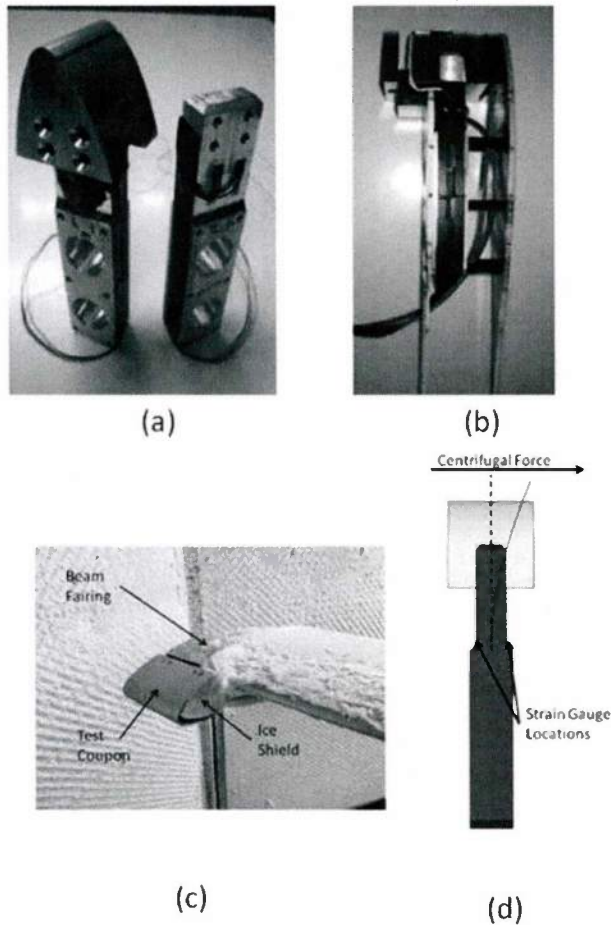 (a)
(b)
Centrifugal Force
Beam
Fairing
Test
Coupon
Ice
Shield
Strain Gauge
Locations
(c)
(d)